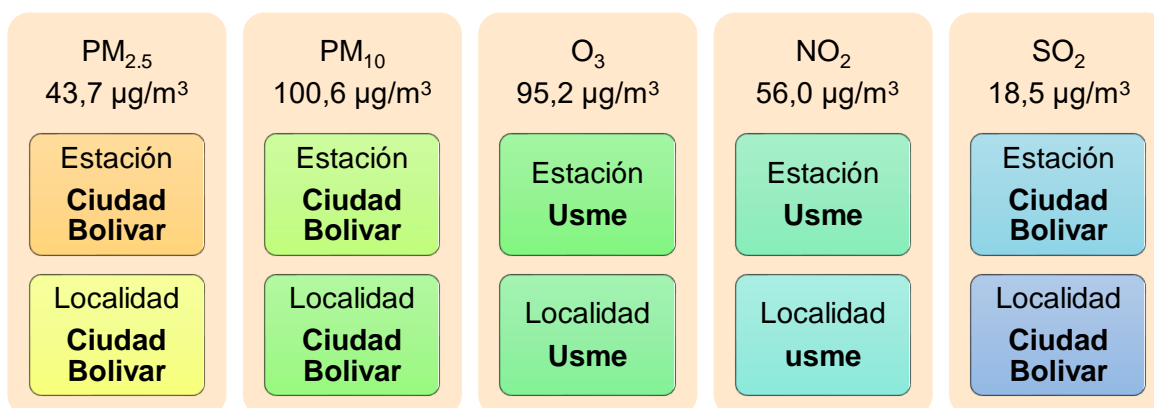 PM2.5
43,7 µg/m³
Estación
Ciudad
Bolivar
Localidad
Ciudad
Bolivar
PM10
100,6 µg/m³
Estación
Ciudad
Bolivar
Localidad
Ciudad
Bolivar
O3
95,2 µg/m³
Estación
Usme
Localidad
Usme
NO2
56,0 µg/m³
Estación
Usme
Localidad
usme
SO2
18,5 µg/m³
Estación
Ciudad
Bolivar
Localidad
Ciudad
Bolivar